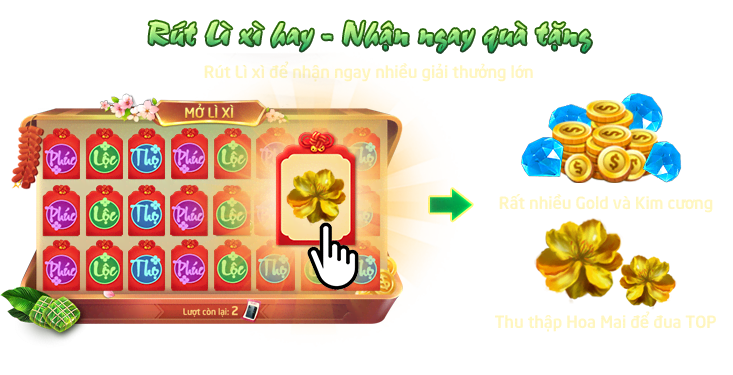 Rút Lì xì hay - Nhận ngay quà tặng
Rút Lì xì để nhận ngay nhiều giải thưởng lớn
MỞ LÌ XÌ
Phúc Lộc Thọ Phúc Lộc
Phúc Lộc Thọ Phúc Lộc
Phúc Lộc Thọ Phúc Lộc Thọ
Lượt còn lại: 2
Rất nhiều Gold và Kim cương
Thu thập Hoa Mai để đua TOP